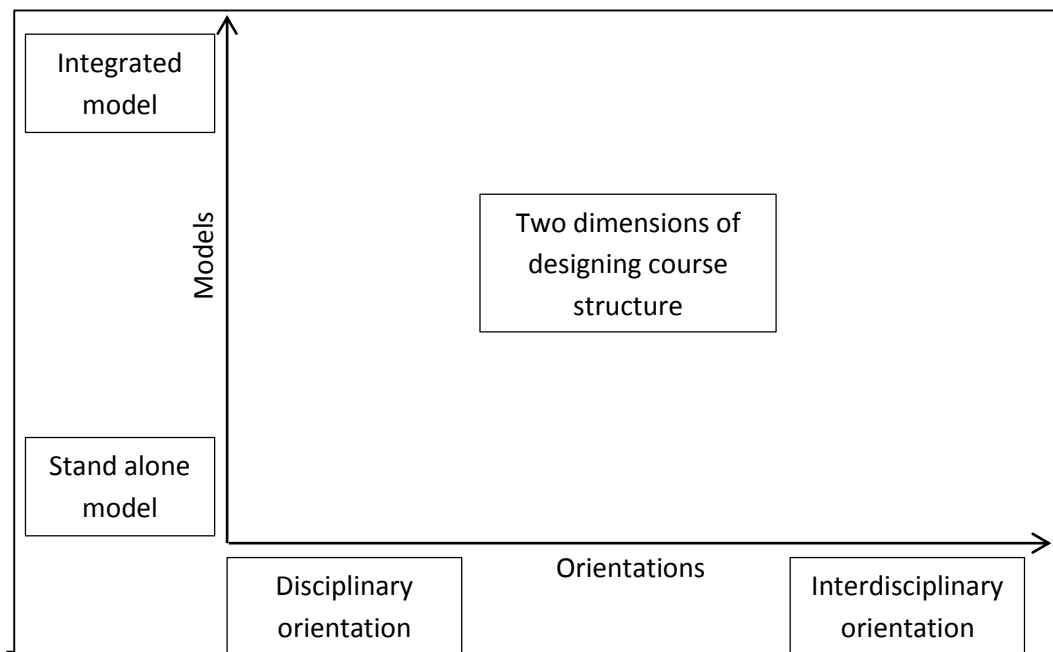 Integrated
model
Models
Two dimensions of
designing course
structure
Stand alone
model
Orientations
Disciplinary
orientation
Interdisciplinary
orientation